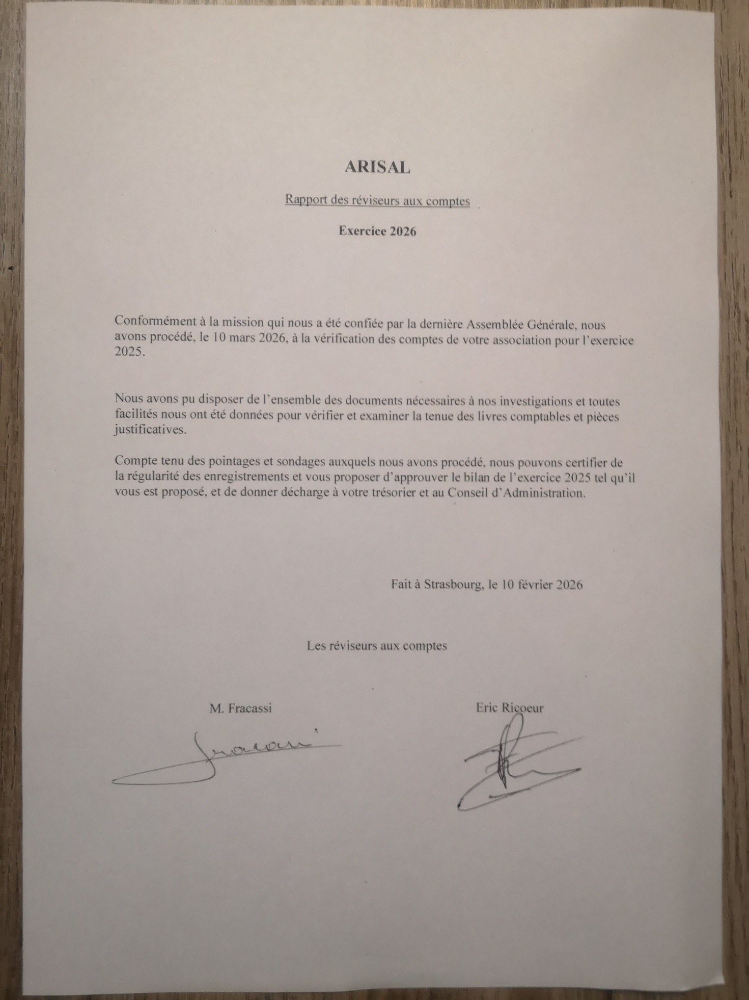 ARISAL
Rapport des réviseurs aux comptes
Exercice 2026
Conformément à la mission qui nous a été confiée par la dernière Assemblée Générale, nous
avons procédé, le 10 mars 2026, à la vérification des comptes de votre association pour l’exercice
2025.
Nous avons pu disposer de l’ensemble des documents nécessaires à nos investigations et toutes
facilités nous ont été données pour vérifier et examiner la tenue des livres comptables et pièces
justificatives.
Compte tenu des pointages et sondages auxquels nous avons procédé, nous pouvons certifier de
la régularité des enregistrements et vous proposer d’approuver le bilan de l’exercice 2025 tel qu’il
vous est proposé, et de donner décharge à votre trésorier et au Conseil d’Administration.
Fait à Strasbourg, le 10 février 2026
Les réviseurs aux comptes
M. Fracassi
Eric Ricoeur